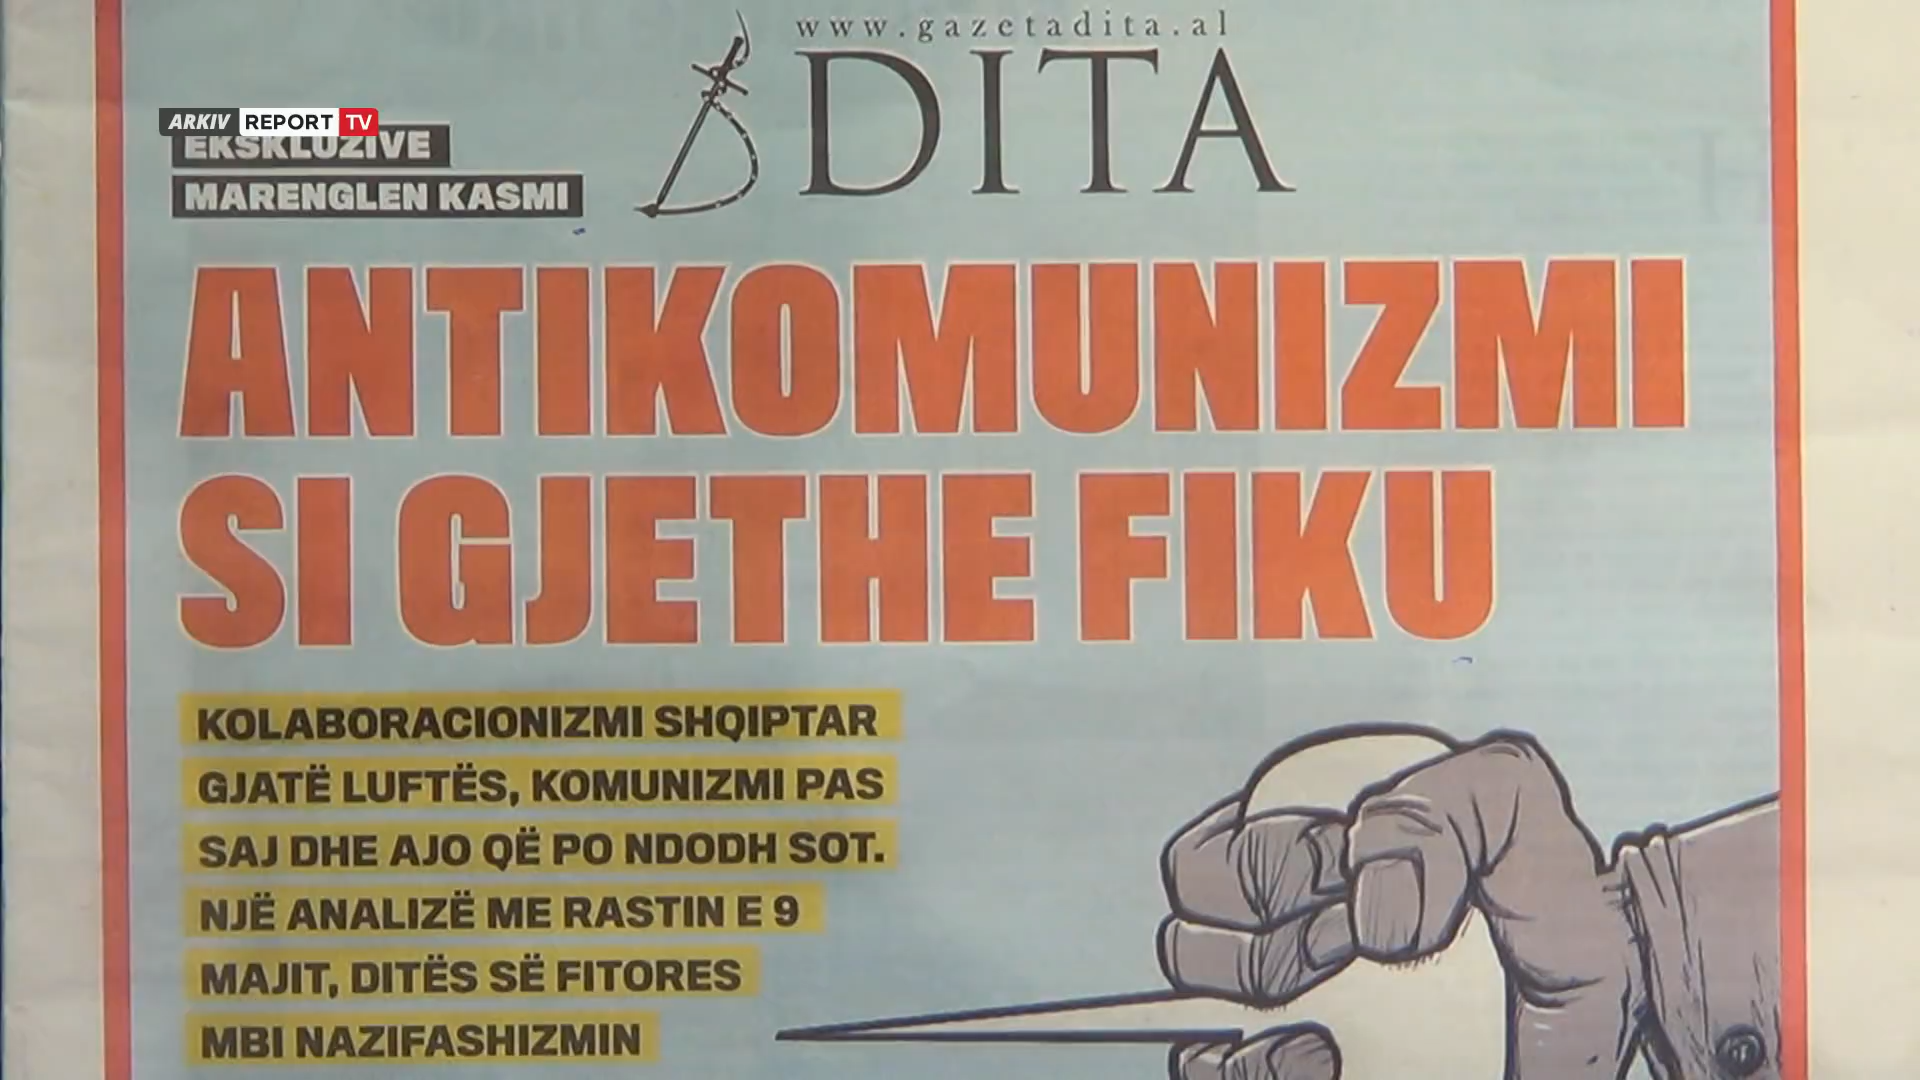 www.gazetadita.al
DITA
ARKIV REPORT TV
EKSKLUZIVE
MARENGLEN KASMI
ANTIKOMUNIZMI
SI GJETHE FIKU
KOLABORACIONIZMI SHQIPTAR
GJATË LUFTËS, KOMUNIZMI PAS
SAJ DHE AJO QË PO NDODH SOT.
NJË ANALIZË ME RASTIN E 9
MAJIT, DITËS SË FITORES
MBI NAZIFASHIZMIN